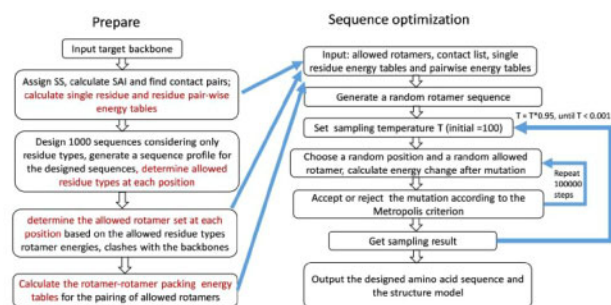 Prepare
Input target backbone
Assign SS, calculate SAI and find contact pairs;
calculate single residue and residue pair-wise
energy tables
Design 1000 sequences considering only
residue types, generate a sequence profile for
the designed sequences, determine allowed
residue types at each position
determine the allowed rotamer set at each
position based on the allowed residue types
rotamer energies, clashes with the backbones
Calculate the rotamer-rotamer packing energy
tables for the pairing of allowed rotamers
Sequence optimization
Input: allowed rotamers, contact list, single
residue energy tables and pairwise energy tables
Generate a random rotamer sequence
T = T*0.95, until T < 0.001
Set sampling temperature T (initial =100)
Choose a random position and a random allowed
rotamer, calculate energy change after mutation
Repeat
100000
steps
Accept or reject the mutation according to the
Metropolis criterion
Get sampling result
Output the designed amino acid sequence and
the structure model